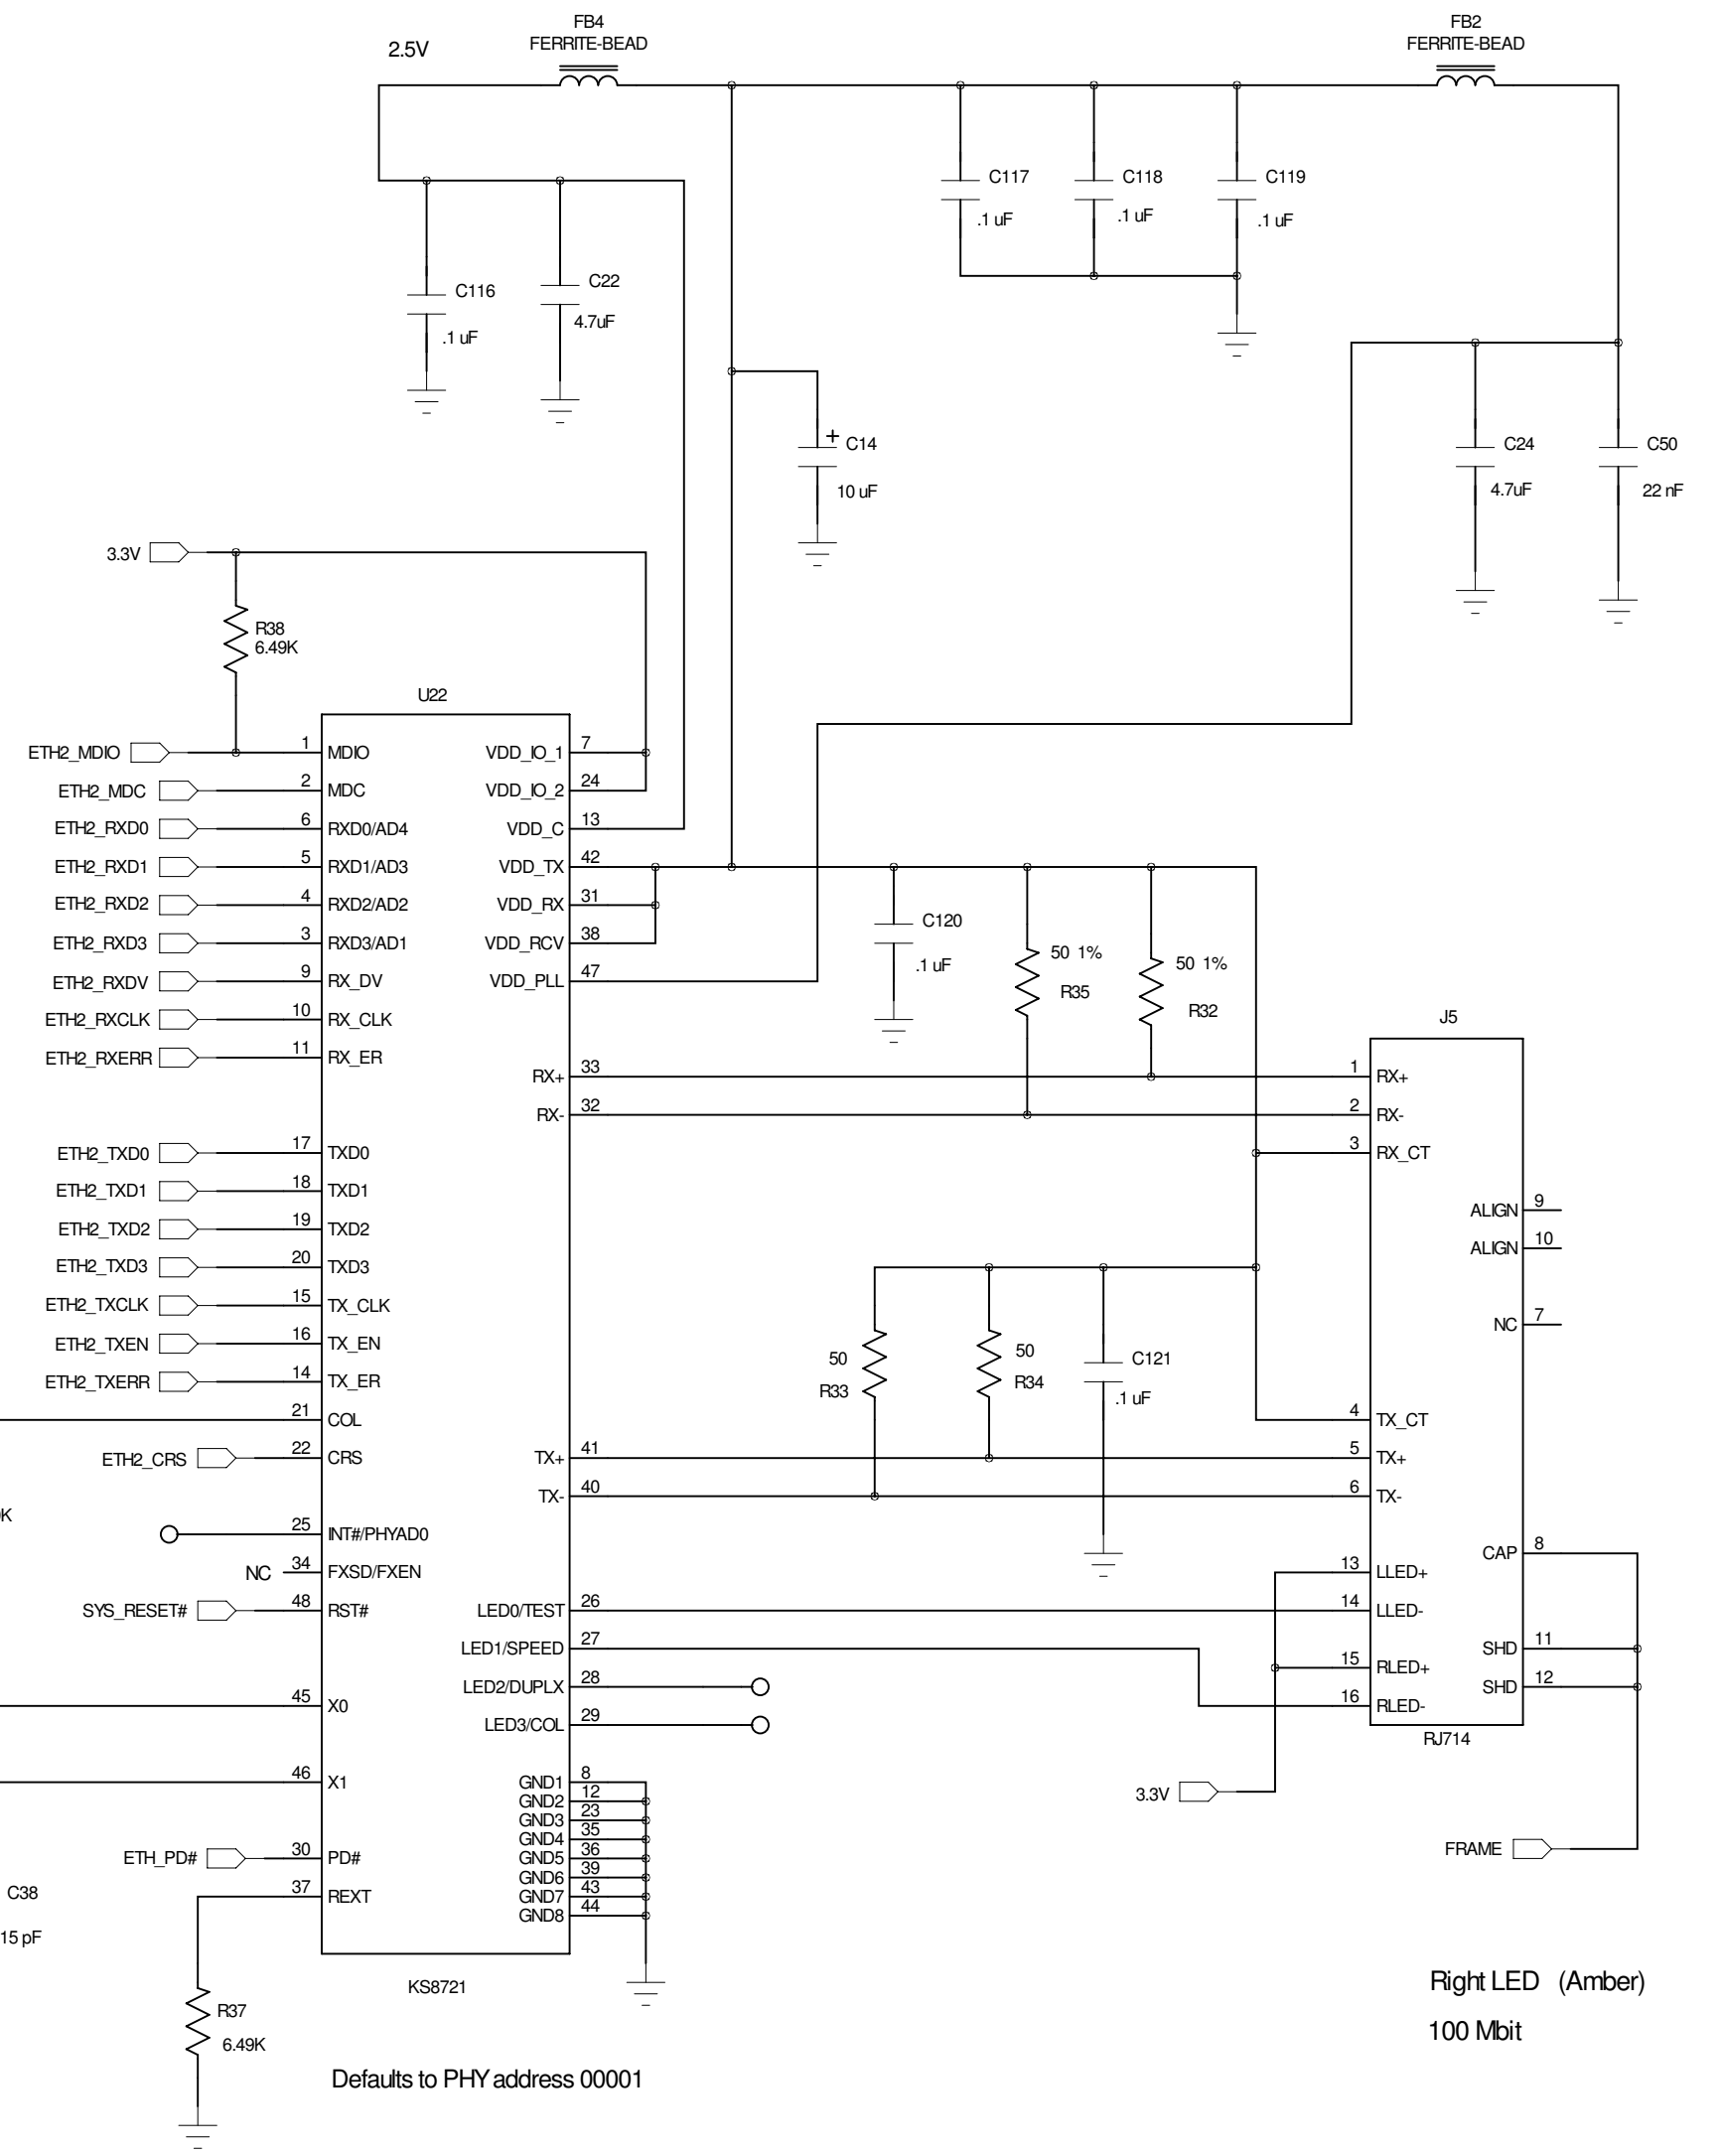 FB4
FERRITE-BEAD
FB2
FERRITE-BEAD
2.5V
C117
.1 uF
C118
.1 uF
C119
.1 uF
C116
.1 uF
C22
4.7uF
C14
+
10 uF
C24
4.7uF
C50
22 nF
3.3V
R38
6.49K
U22
ETH2_MDIO 1 MDIO
ETH2_MDC 2 MDC
ETH2_RXD0 6 RXD0/AD4
ETH2_RXD1 5 RXD1/AD3
ETH2_RXD2 4 RXD2/AD2
ETH2_RXD3 3 RXD3/AD1
ETH2_RXDV 9 RX_DV
ETH2_RXCLK 10 RX_CLK
ETH2_RXERR 11 RX_ER
ETH2_TXD0 17 TXD0
ETH2_TXD1 18 TXD1
ETH2_TXD2 19 TXD2
ETH2_TXD3 20 TXD3
ETH2_TXCLK 15 TX_CLK
ETH2_TXEN 16 TX_EN
ETH2_TXERR 14 TX_ER
21 COL
ETH2_CRS 22 CRS
25 INT#/PHYAD0
NC 34 FXSD/FXEN
SYS_RESET# 48 RST#
45 X0
46 X1
ETH_PD# 30 PD#
37 REXT
VDD_IO_1 7
VDD_IO_2 24
VDD_C 13
VDD_TX 42
VDD_RX 31
VDD_RCV 38
VDD_PLL 47
RX+ 33
RX- 32
TX+ 41
TX- 40
LED0/TEST 26
LED1/SPEED 27
LED2/DUPLX 28
LED3/COL 29
GND1 8
GND2 12
GND3 23
GND4 35
GND5 36
GND6 39
GND7 43
GND8 44
KS8721
C120
.1 uF
50 1%
R35
50 1%
R32
50
R33
50
R34
C121
.1 uF
J5
1 RX+
2 RX-
3 RX_CT
4 TX_CT
5 TX+
6 TX-
13 LLED+
14 LLED-
15 RLED+
16 RLED-
ALIGN 9
ALIGN 10
NC 7
CAP 8
SHD 11
SHD 12
RJ714
3.3V
FRAME
C38
15 pF
R37
6.49K
Defaults to PHY address 00001
Right LED (Amber)
100 Mbit